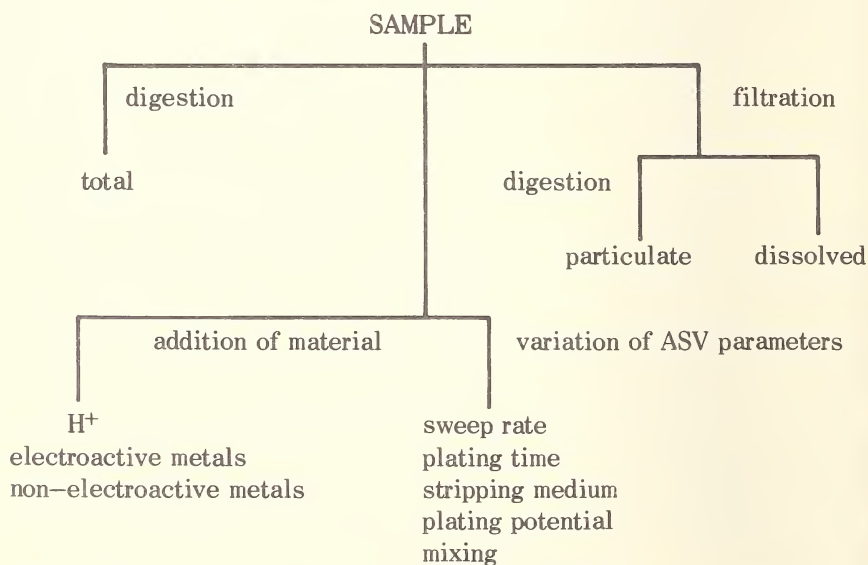 SAMPLE
digestion
filtration
total
digestion
particulate
dissolved
addition of material
variation of ASV parameters
H+
electroactive metals
non-electroactive metals
sweep rate
plating time
stripping medium
plating potential
mixing